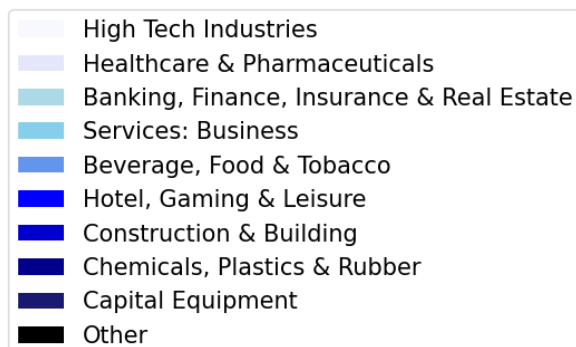 High Tech Industries
Healthcare & Pharmaceuticals
Banking, Finance, Insurance & Real Estate
Services: Business
Beverage, Food & Tobacco
Hotel, Gaming & Leisure
Construction & Building
Chemicals, Plastics & Rubber
Capital Equipment
Other